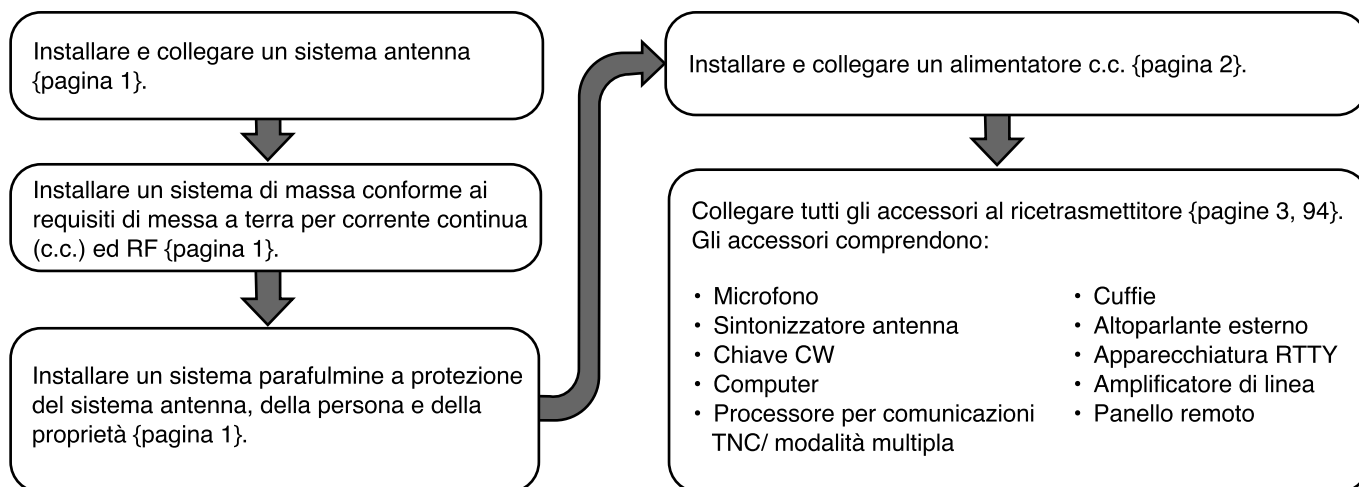 Installare e collegare un sistema antenna
{pagina 1}.
Installare un sistema di massa conforme ai
requisiti di messa a terra per corrente continua
(c.c.) ed RF {pagina 1}.
Installare un sistema parafulmine a protezione
del sistema antenna, della persona e della
proprietà {pagina 1}.
Installare e collegare un alimentatore c.c. {pagina 2}.
Collegare tutti gli accessori al ricetrasmettitore {pagine 3, 94}.
Gli accessori comprendono:
• Microfono
• Sintonizzatore antenna
• Chiave CW
• Computer
• Processore per comunicazioni
TNC/ modalità multipla
• Cuffie
• Altoparlante esterno
• Apparecchiatura RTTY
• Amplificatore di linea
• Panello remoto